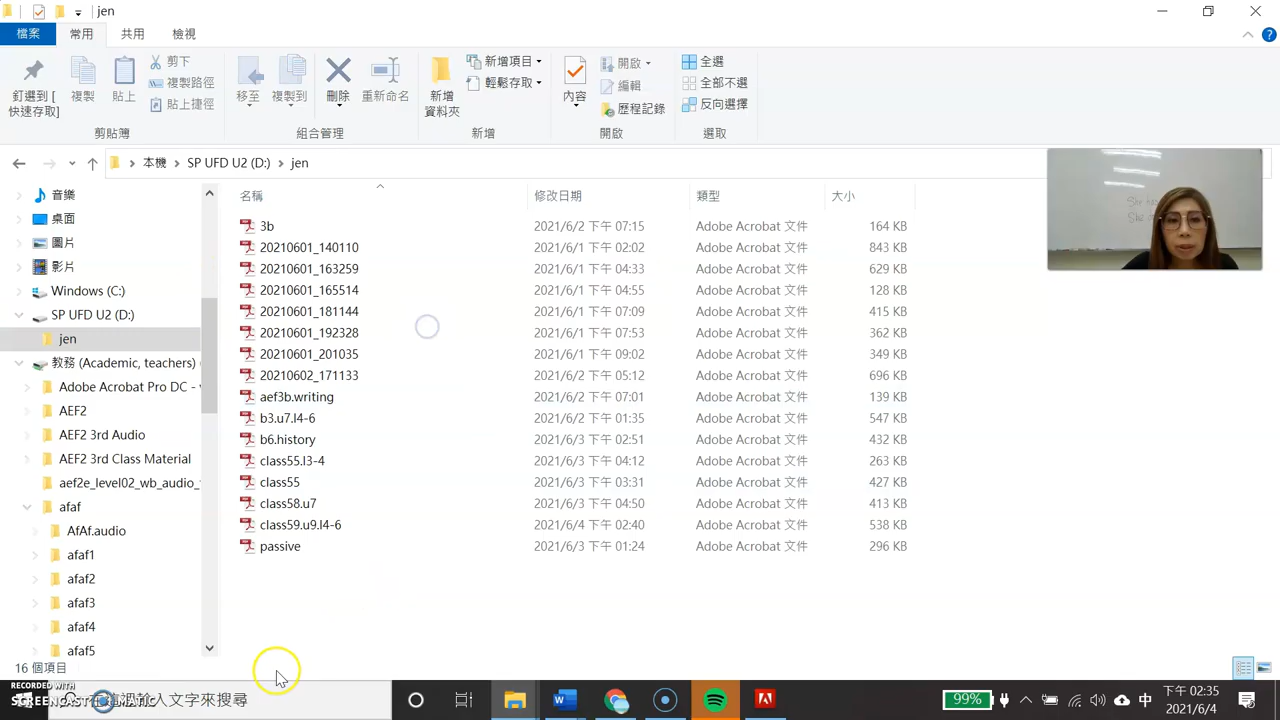 jen
檔案 常用 共用 檢視
釘選到 [
快速存取]
複製
貼上
剪下
複製路徑
貼上捷徑
剪貼簿
移至
複製到
刪除
重新命名
組合管理
新增
資料夾
新增項目
輕鬆存取
新增
內容
開啟
編輯
歷程記錄
開啟
全選
全部不選
反向選擇
選取
本機 SP UFD U2 (D:) jen
音樂
桌面
圖片
影片
Windows (C:)
SP UFD U2 (D:)
jen
教務 (Academic, teachers) (
Adobe Acrobat Pro DC -
AEF2
AEF2 3rd Audio
AEF2 3rd Class Material
aef2e_level02_wb_audio_
afaf
AfAf.audio
afaf1
afaf2
afaf3
afaf4
afaf5
名稱 修改日期 類型 大小
3b 2021/6/2 下午 07:15 Adobe Acrobat 文件 164 KB
20210601_140110 2021/6/1 下午 02:02 Adobe Acrobat 文件 843 KB
20210601_163259 2021/6/1 下午 04:33 Adobe Acrobat 文件 629 KB
20210601_165514 2021/6/1 下午 04:55 Adobe Acrobat 文件 128 KB
20210601_181144 2021/6/1 下午 07:09 Adobe Acrobat 文件 415 KB
20210601_192328 2021/6/1 下午 07:53 Adobe Acrobat 文件 362 KB
20210601_201035 2021/6/1 下午 09:02 Adobe Acrobat 文件 349 KB
20210602_171133 2021/6/2 下午 05:12 Adobe Acrobat 文件 696 KB
aef3b.writing 2021/6/2 下午 07:01 Adobe Acrobat 文件 139 KB
b3.u7.l4-6 2021/6/2 下午 01:35 Adobe Acrobat 文件 547 KB
b6.history 2021/6/3 下午 02:51 Adobe Acrobat 文件 432 KB
class55.l3-4 2021/6/3 下午 04:12 Adobe Acrobat 文件 263 KB
class55 2021/6/3 下午 03:31 Adobe Acrobat 文件 427 KB
class58.u7 2021/6/3 下午 04:50 Adobe Acrobat 文件 413 KB
class59.u9.l4-6 2021/6/4 下午 02:40 Adobe Acrobat 文件 538 KB
passive 2021/6/3 下午 01:24 Adobe Acrobat 文件 296 KB
She
16 個項目
RECORDED WITH
SCREENCAST-O-MATIC
輸入文字來搜尋
99%
中
下午 02:35
2021/6/4